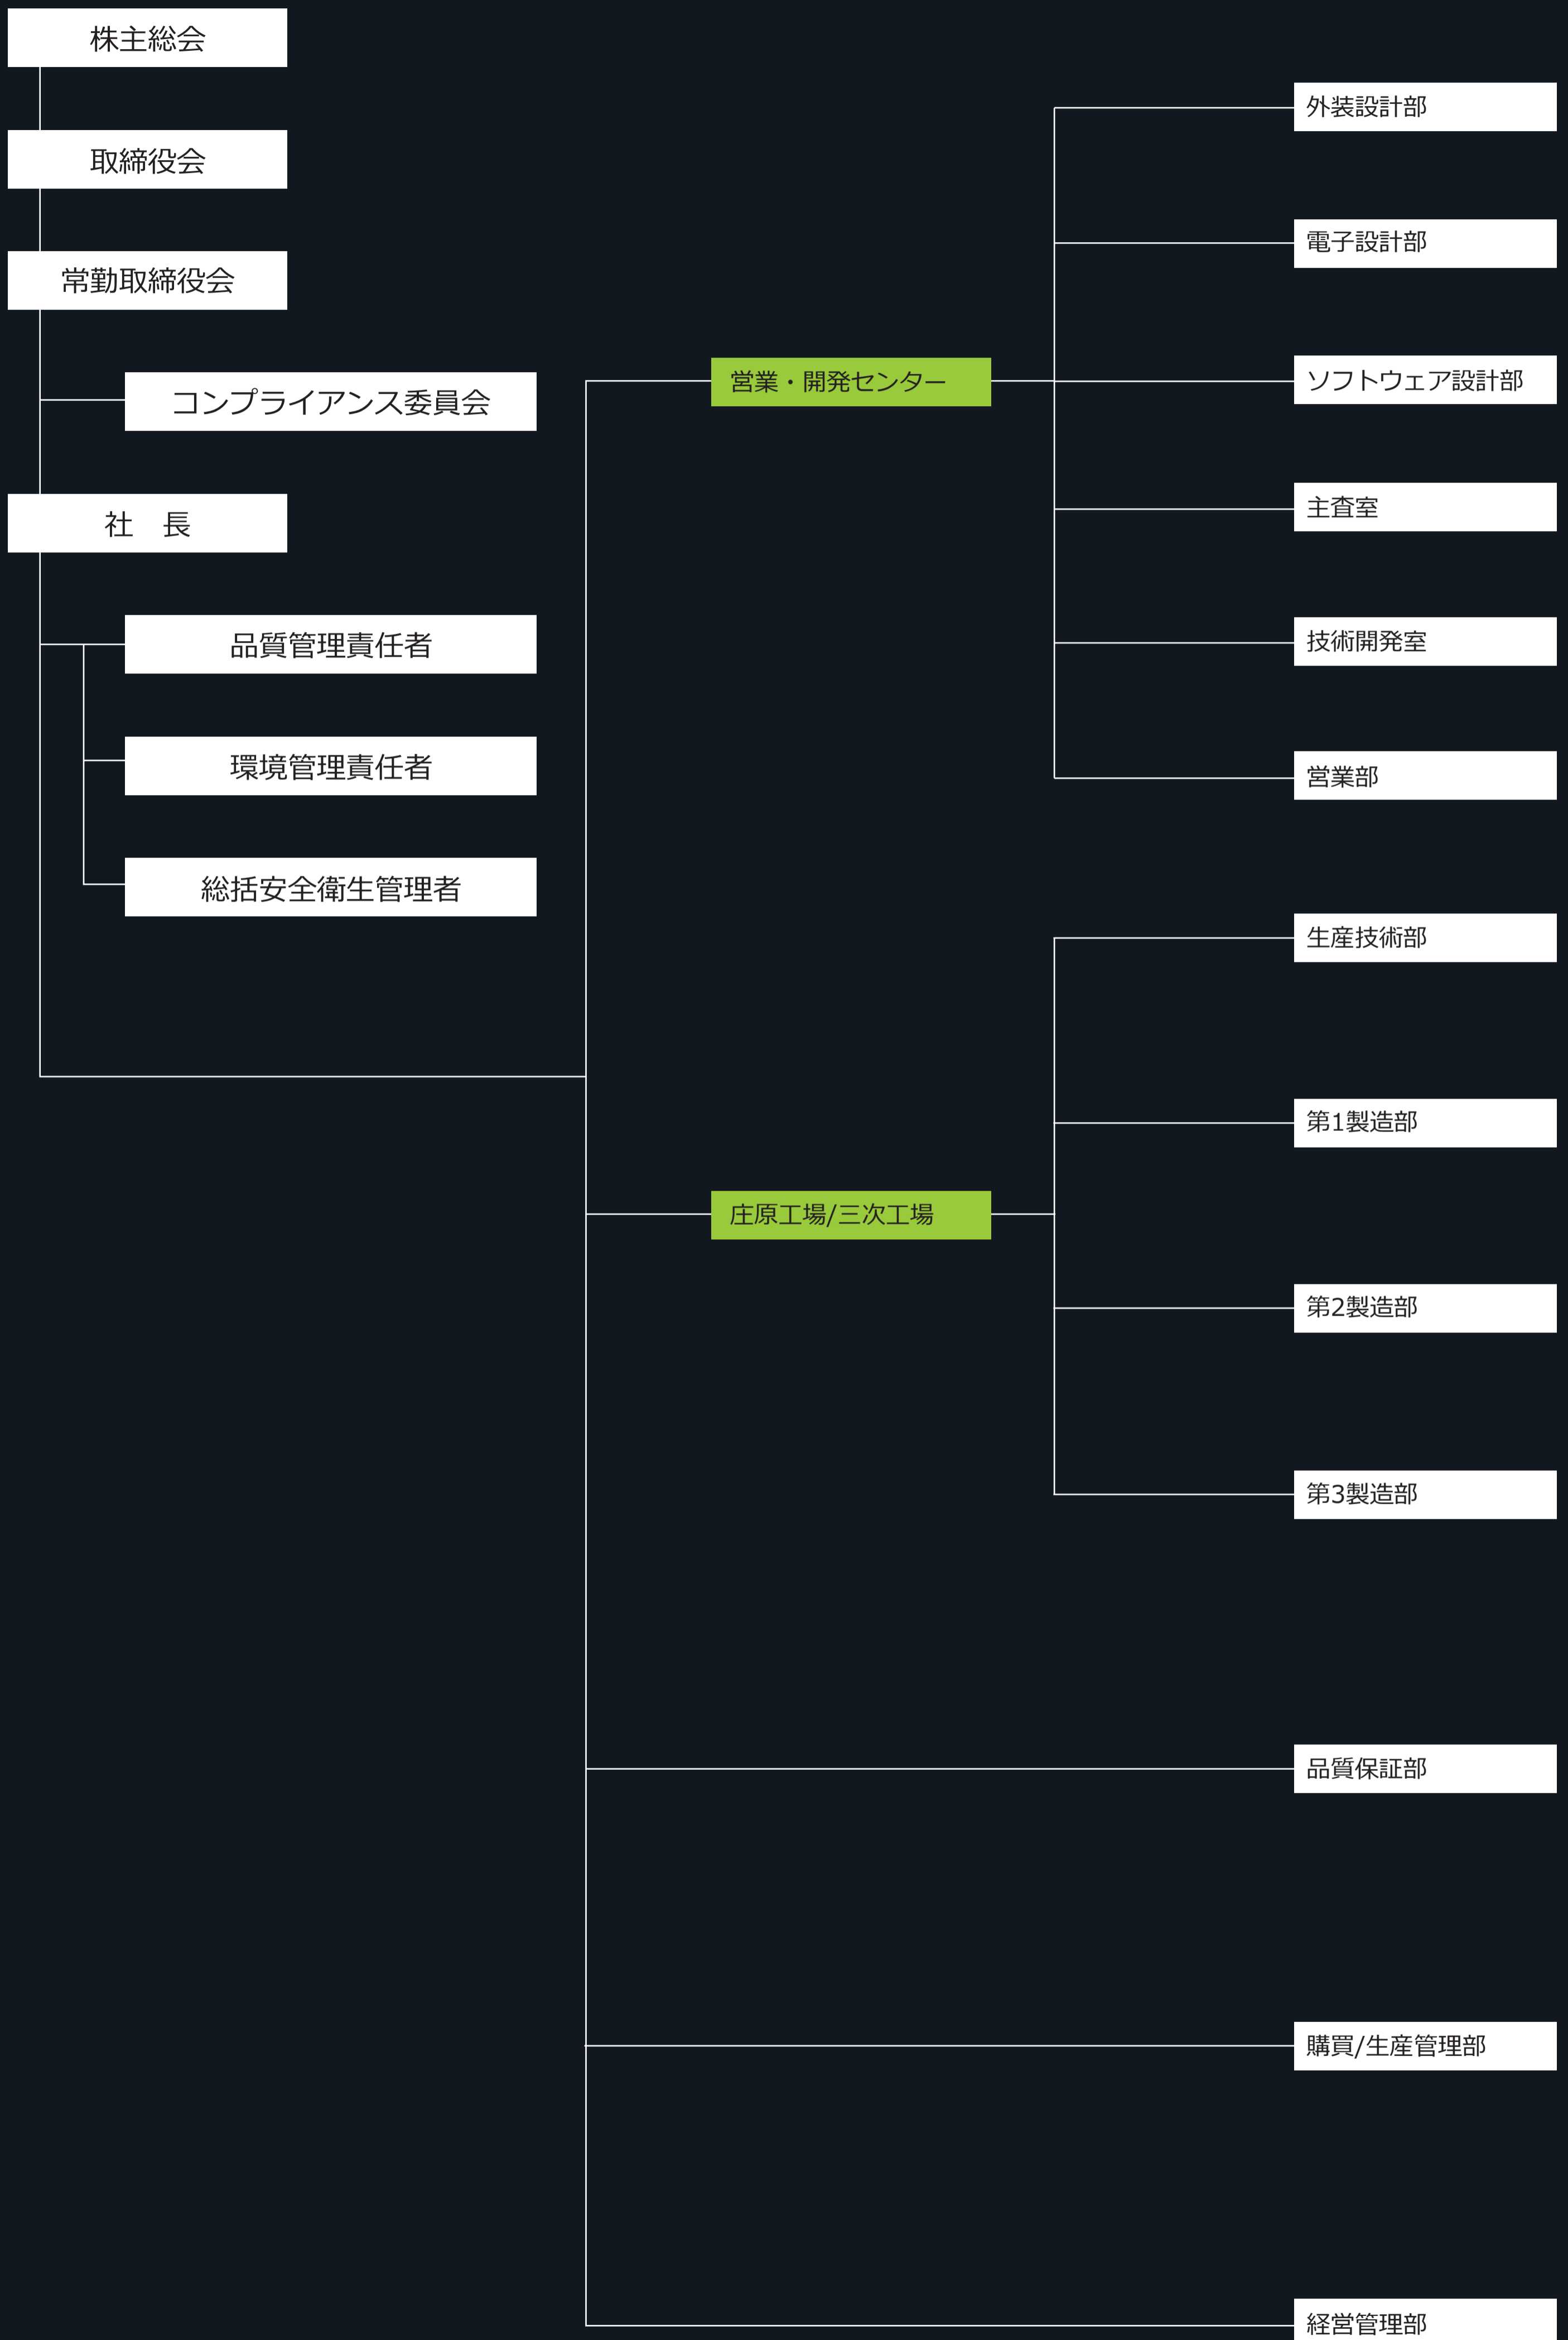 株主総会
取締役会
常勤取締役会
コンプライアンス委員会
社　長
品質管理責任者
環境管理責任者
総括安全衛生管理者
営業・開発センター
外装設計部
電子設計部
ソフトウェア設計部
主査室
技術開発室
営業部
庄原工場/三次工場
生産技術部
第1製造部
第2製造部
第3製造部
品質保証部
購買/生産管理部
経営管理部